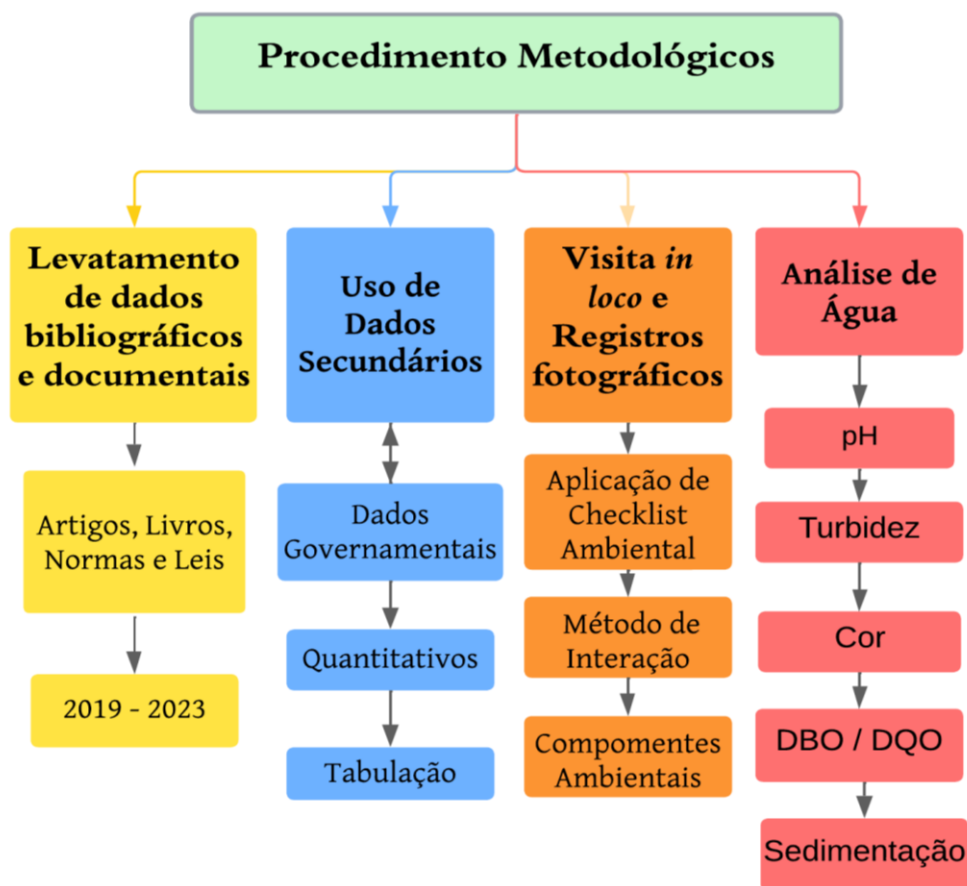 Procedimento Metodológicos
Levatamento
de dados
bibliográficos
e documentais
Artigos, Livros,
Normas e Leis
2019 - 2023
Uso de
Dados
Secundários
Dados
Governamentais
Quantitativos
Tabulação
Visita in
loco e
Registros
fotográficos
Aplicação de
Checklist
Ambiental
Método de
Interação
Compomentes
Ambientais
Análise de
Água
pH
Turbidez
Cor
DBO / DQO
Sedimentação